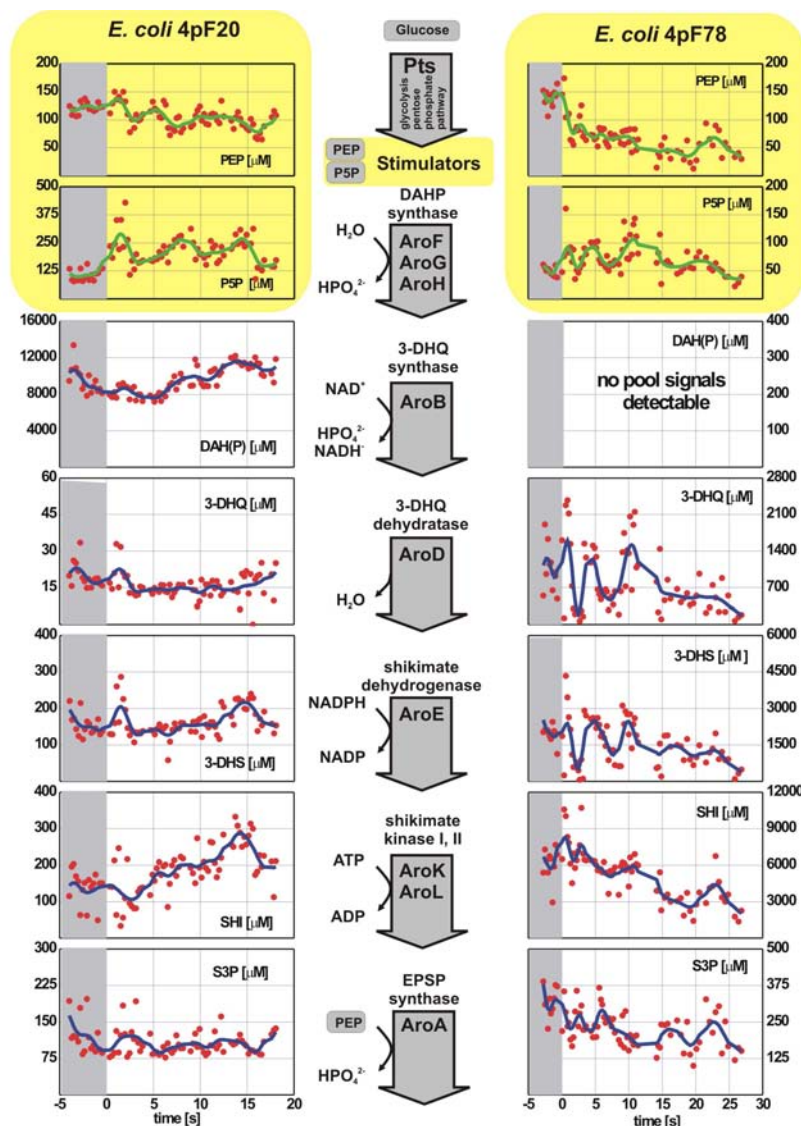 E. coli 4pF20
200
150
100
50
PEP [µM]
500
375
250
125
P5P [µM]
16000
12000
8000
4000
DAH(P) [µM]
60
45
30
15
3-DHQ [µM]
400
300
200
100
3-DHS [µM]
400
300
200
100
SHI [µM]
300
225
150
75
S3P [µM]
-5 0 5 10 15 20
time [s]
Glucose
Pts
glycolysis
pentose
phosphate
pathway
PEP
P5P
Stimulators
DAHP
synthase
H₂O
HPO₄²⁻
AroF
AroG
AroH
3-DHQ
synthase
NAD⁺
HPO₄²⁻
NADH⁻
AroB
3-DHQ
dehydratase
AroD
H₂O
shikimate
dehydrogenase
NADPH
NADP
AroE
shikimate
kinase I, II
ATP
ADP
AroK
AroL
EPSP
synthase
PEP
HPO₄²⁻
AroA
E. coli 4pF78
PEP [µM]
200
150
100
50
P5P [µM]
200
150
100
50
DAH(P) [µM]
no pool signals
detectable
400
300
200
100
3-DHQ [µM]
2800
2100
1400
700
3-DHS [µM ]
6000
4500
3000
1500
SHI [µM]
12000
9000
6000
3000
S3P [µM]
500
375
250
125
-5 0 5 10 15 20 25 30
time [s]